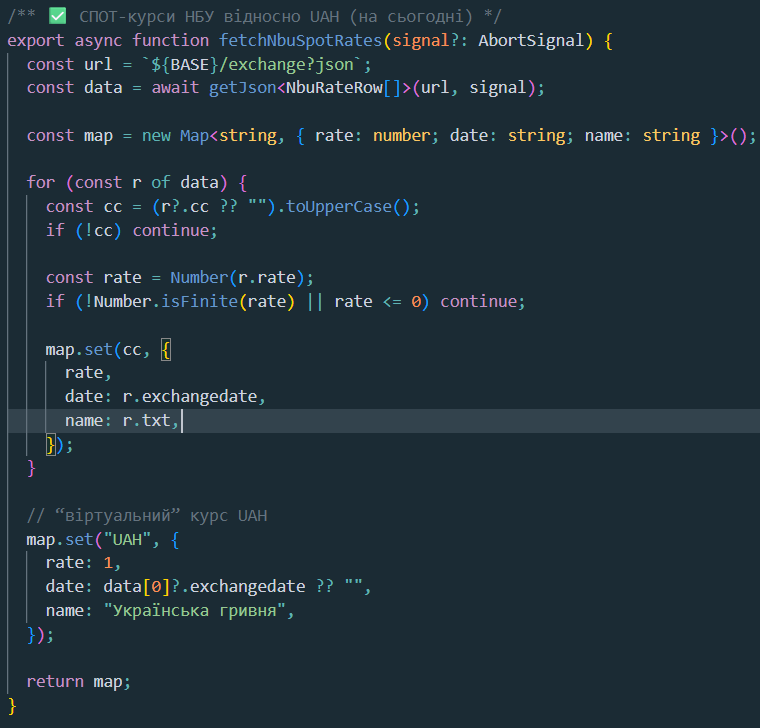 /** ✅ СПОТ-курси НБУ відносно UAH (на сьогодні) */
export async function fetchNbuSpotRates(signal?: AbortSignal) {
  const url = `${BASE}/exchange?json`;
  const data = await getJson<NbuRateRow[]>(url, signal);

  const map = new Map<string, { rate: number; date: string; name: string }>();

  for (const r of data) {
    const cc = (r?.cc ?? "").toUpperCase();
    if (!cc) continue;

    const rate = Number(r.rate);
    if (!Number.isFinite(rate) || rate <= 0) continue;

    map.set(cc, {
      rate,
      date: r.exchangedate,
      name: r.txt,
    });
  }

  // “віртуальний” курс UAH
  map.set("UAH", {
    rate: 1,
    date: data[0]?.exchangedate ?? "",
    name: "Українська гривня",
  });

  return map;
}